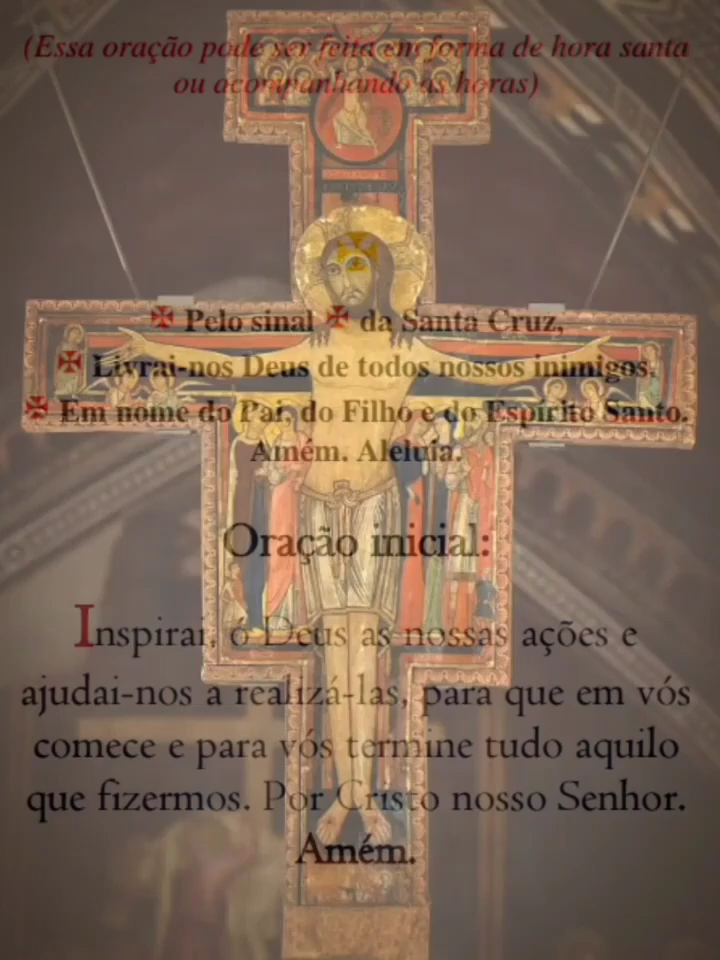 (Essa oração pode ser feita em forma de hora santa
ou acompanhando as horas)
✠ Pelo sinal ✠ da Santa Cruz,
✠ Livrai-nos Deus de todos nossos inimigos,
✠ Em nome do Pai, do Filho e do Espírito Santo.
Amém. Aleluia.
Oração inicial:
Inspirai, ó Deus as nossas ações e
ajudai-nos a realizá-las, para que em vós
comece e para vós termine tudo aquilo
que fizermos. Por Cristo nosso Senhor.
Amém.